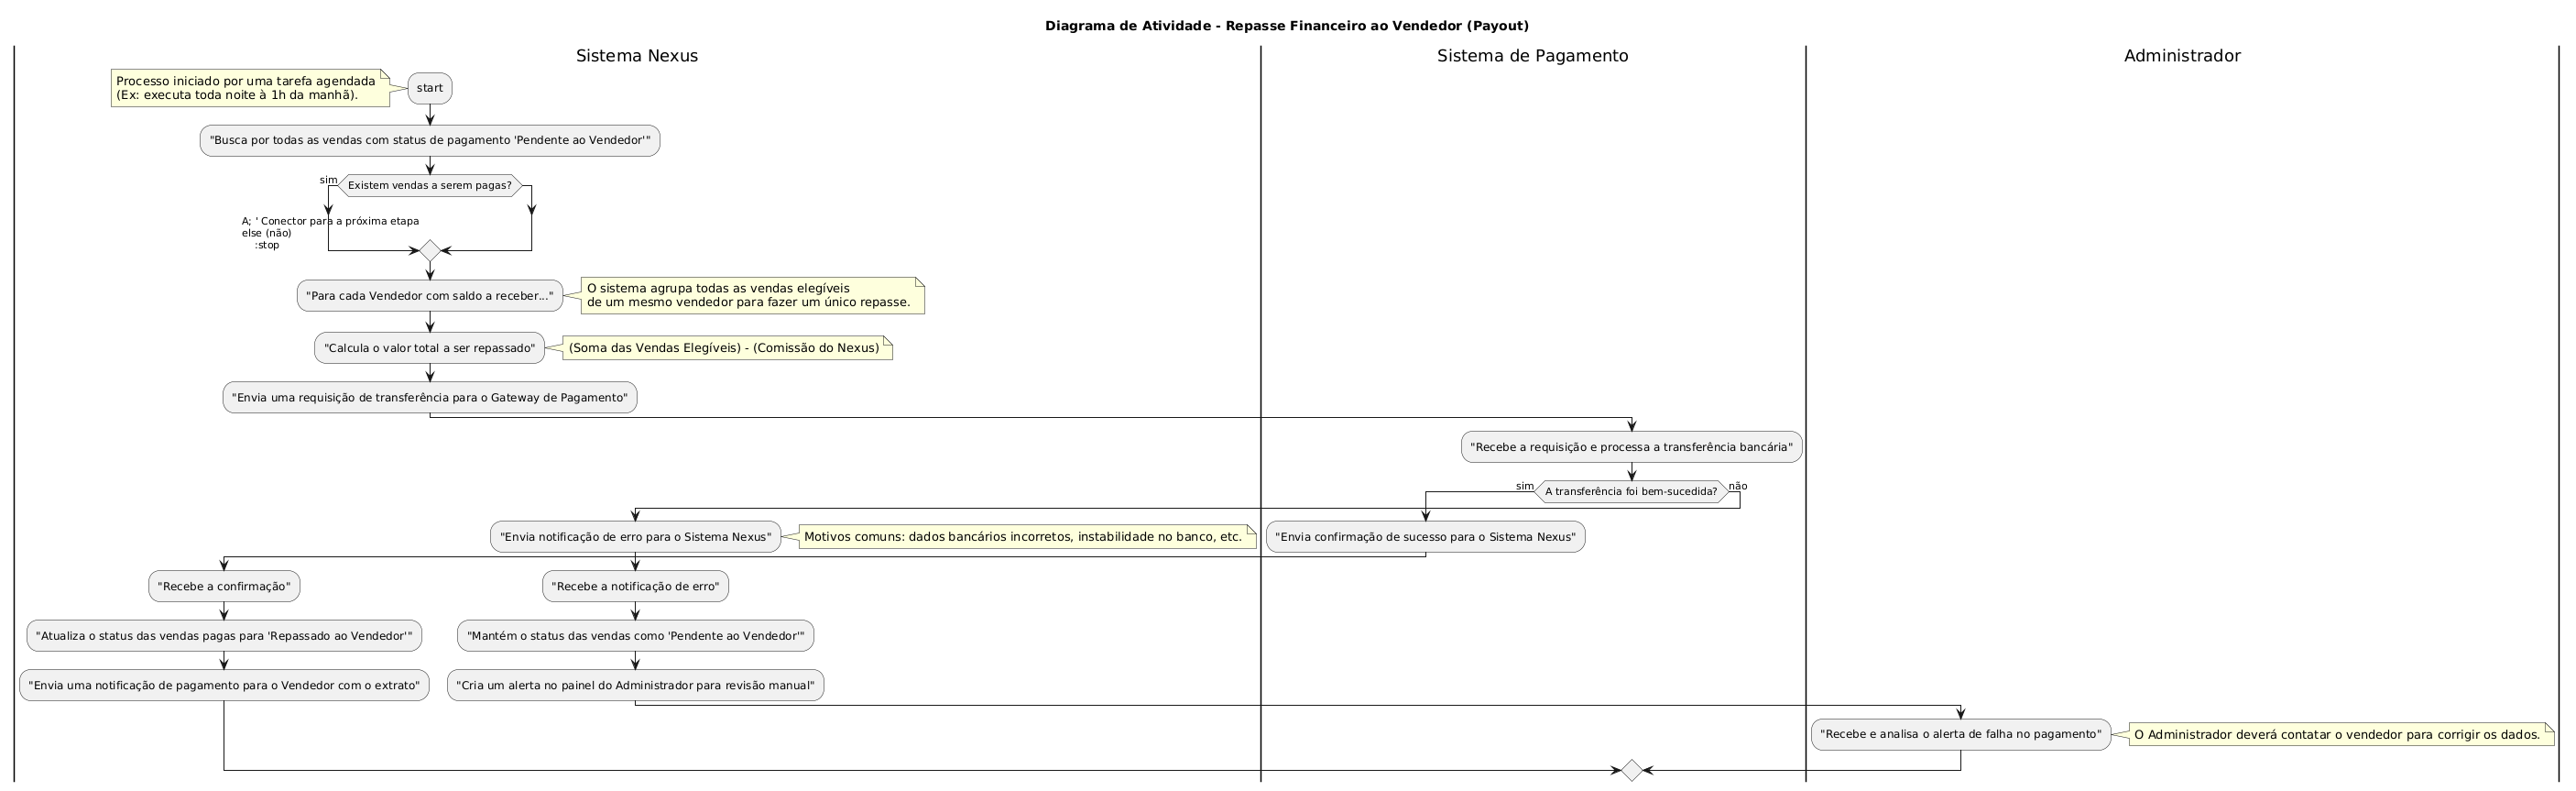 Diagrama de Atividade - Repasse Financeiro ao Vendedor (Payout)
Sistema Nexus
Sistema de Pagamento
Administrador
Processo iniciado por uma tarefa agendada
(Ex: executa toda noite à 1h da manhã).
start
"Busca por todas as vendas com status de pagamento 'Pendente ao Vendedor'"
sim
Existem vendas a serem pagas?
A; ' Conector para a próxima etapa
else (não)
:stop
"Para cada Vendedor com saldo a receber..."
O sistema agrupa todas as vendas elegíveis
de um mesmo vendedor para fazer um único repasse.
"Calcula o valor total a ser repassado"
(Soma das Vendas Elegíveis) - (Comissão do Nexus)
"Envia uma requisição de transferência para o Gateway de Pagamento"
"Recebe a requisição e processa a transferência bancária"
sim
A transferência foi bem-sucedida?
não
"Envia notificação de erro para o Sistema Nexus"
Motivos comuns: dados bancários incorretos, instabilidade no banco, etc.
"Envia confirmação de sucesso para o Sistema Nexus"
"Recebe a confirmação"
"Recebe a notificação de erro"
"Atualiza o status das vendas pagas para 'Repassado ao Vendedor'"
"Mantém o status das vendas como 'Pendente ao Vendedor'"
"Envia uma notificação de pagamento para o Vendedor com o extrato"
"Cria um alerta no painel do Administrador para revisão manual"
"Recebe e analisa o alerta de falha no pagamento"
O Administrador deverá contatar o vendedor para corrigir os dados.